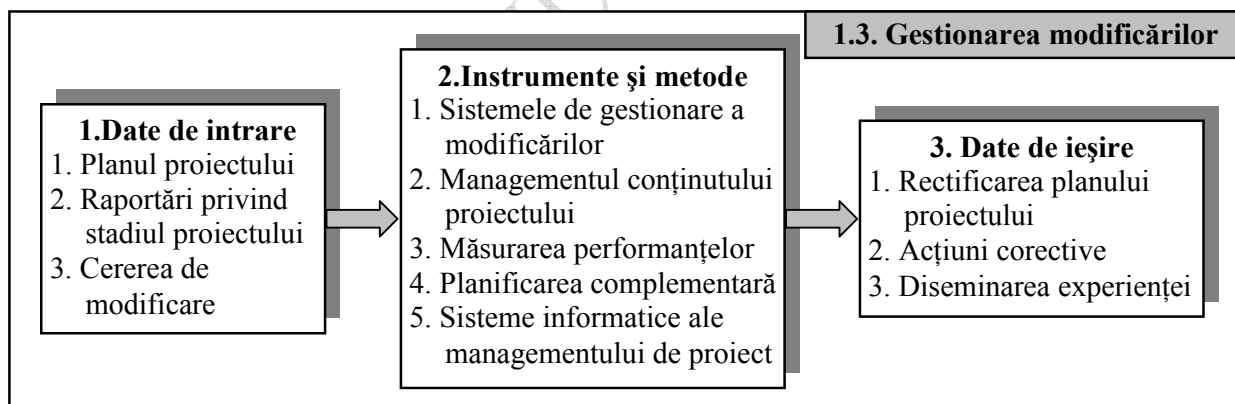 1.3. Gestionarea modificărilor
1.Date de intrare
1. Planul proiectului
2. Raportări privind
stadiul proiectului
3. Cererea de
modificare
2.Instrumente şi metode
1. Sistemele de gestionare a
modificărilor
2. Managementul conţinutului
proiectului
3. Măsurarea performanţelor
4. Planificarea complementară
5. Sisteme informatice ale
managementului de proiect
3. Date de ieşire
1. Rectificarea planului
proiectului
2. Acţiuni corective
3. Diseminarea experienţei